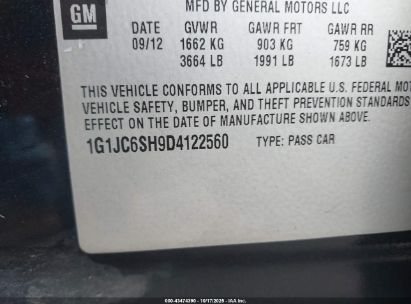 GM
MFD BY GENERAL MOTORS LLC
09/12 GVWR GAWR FRT GAWR RR
1662 KG 903 KG 759 KG
3664 LB 1991 LB 1673 LB
THIS VEHICLE CONFORMS TO ALL APPLICABLE U.S. FEDERAL MOTOR
VEHICLE SAFETY, BUMPER, AND THEFT PREVENTION STANDARDS
EFFECT ON THE DATE OF MANUFACTURE SHOWN ABOVE.
1G1JC6SH9D4122560 TYPE: PASS CAR